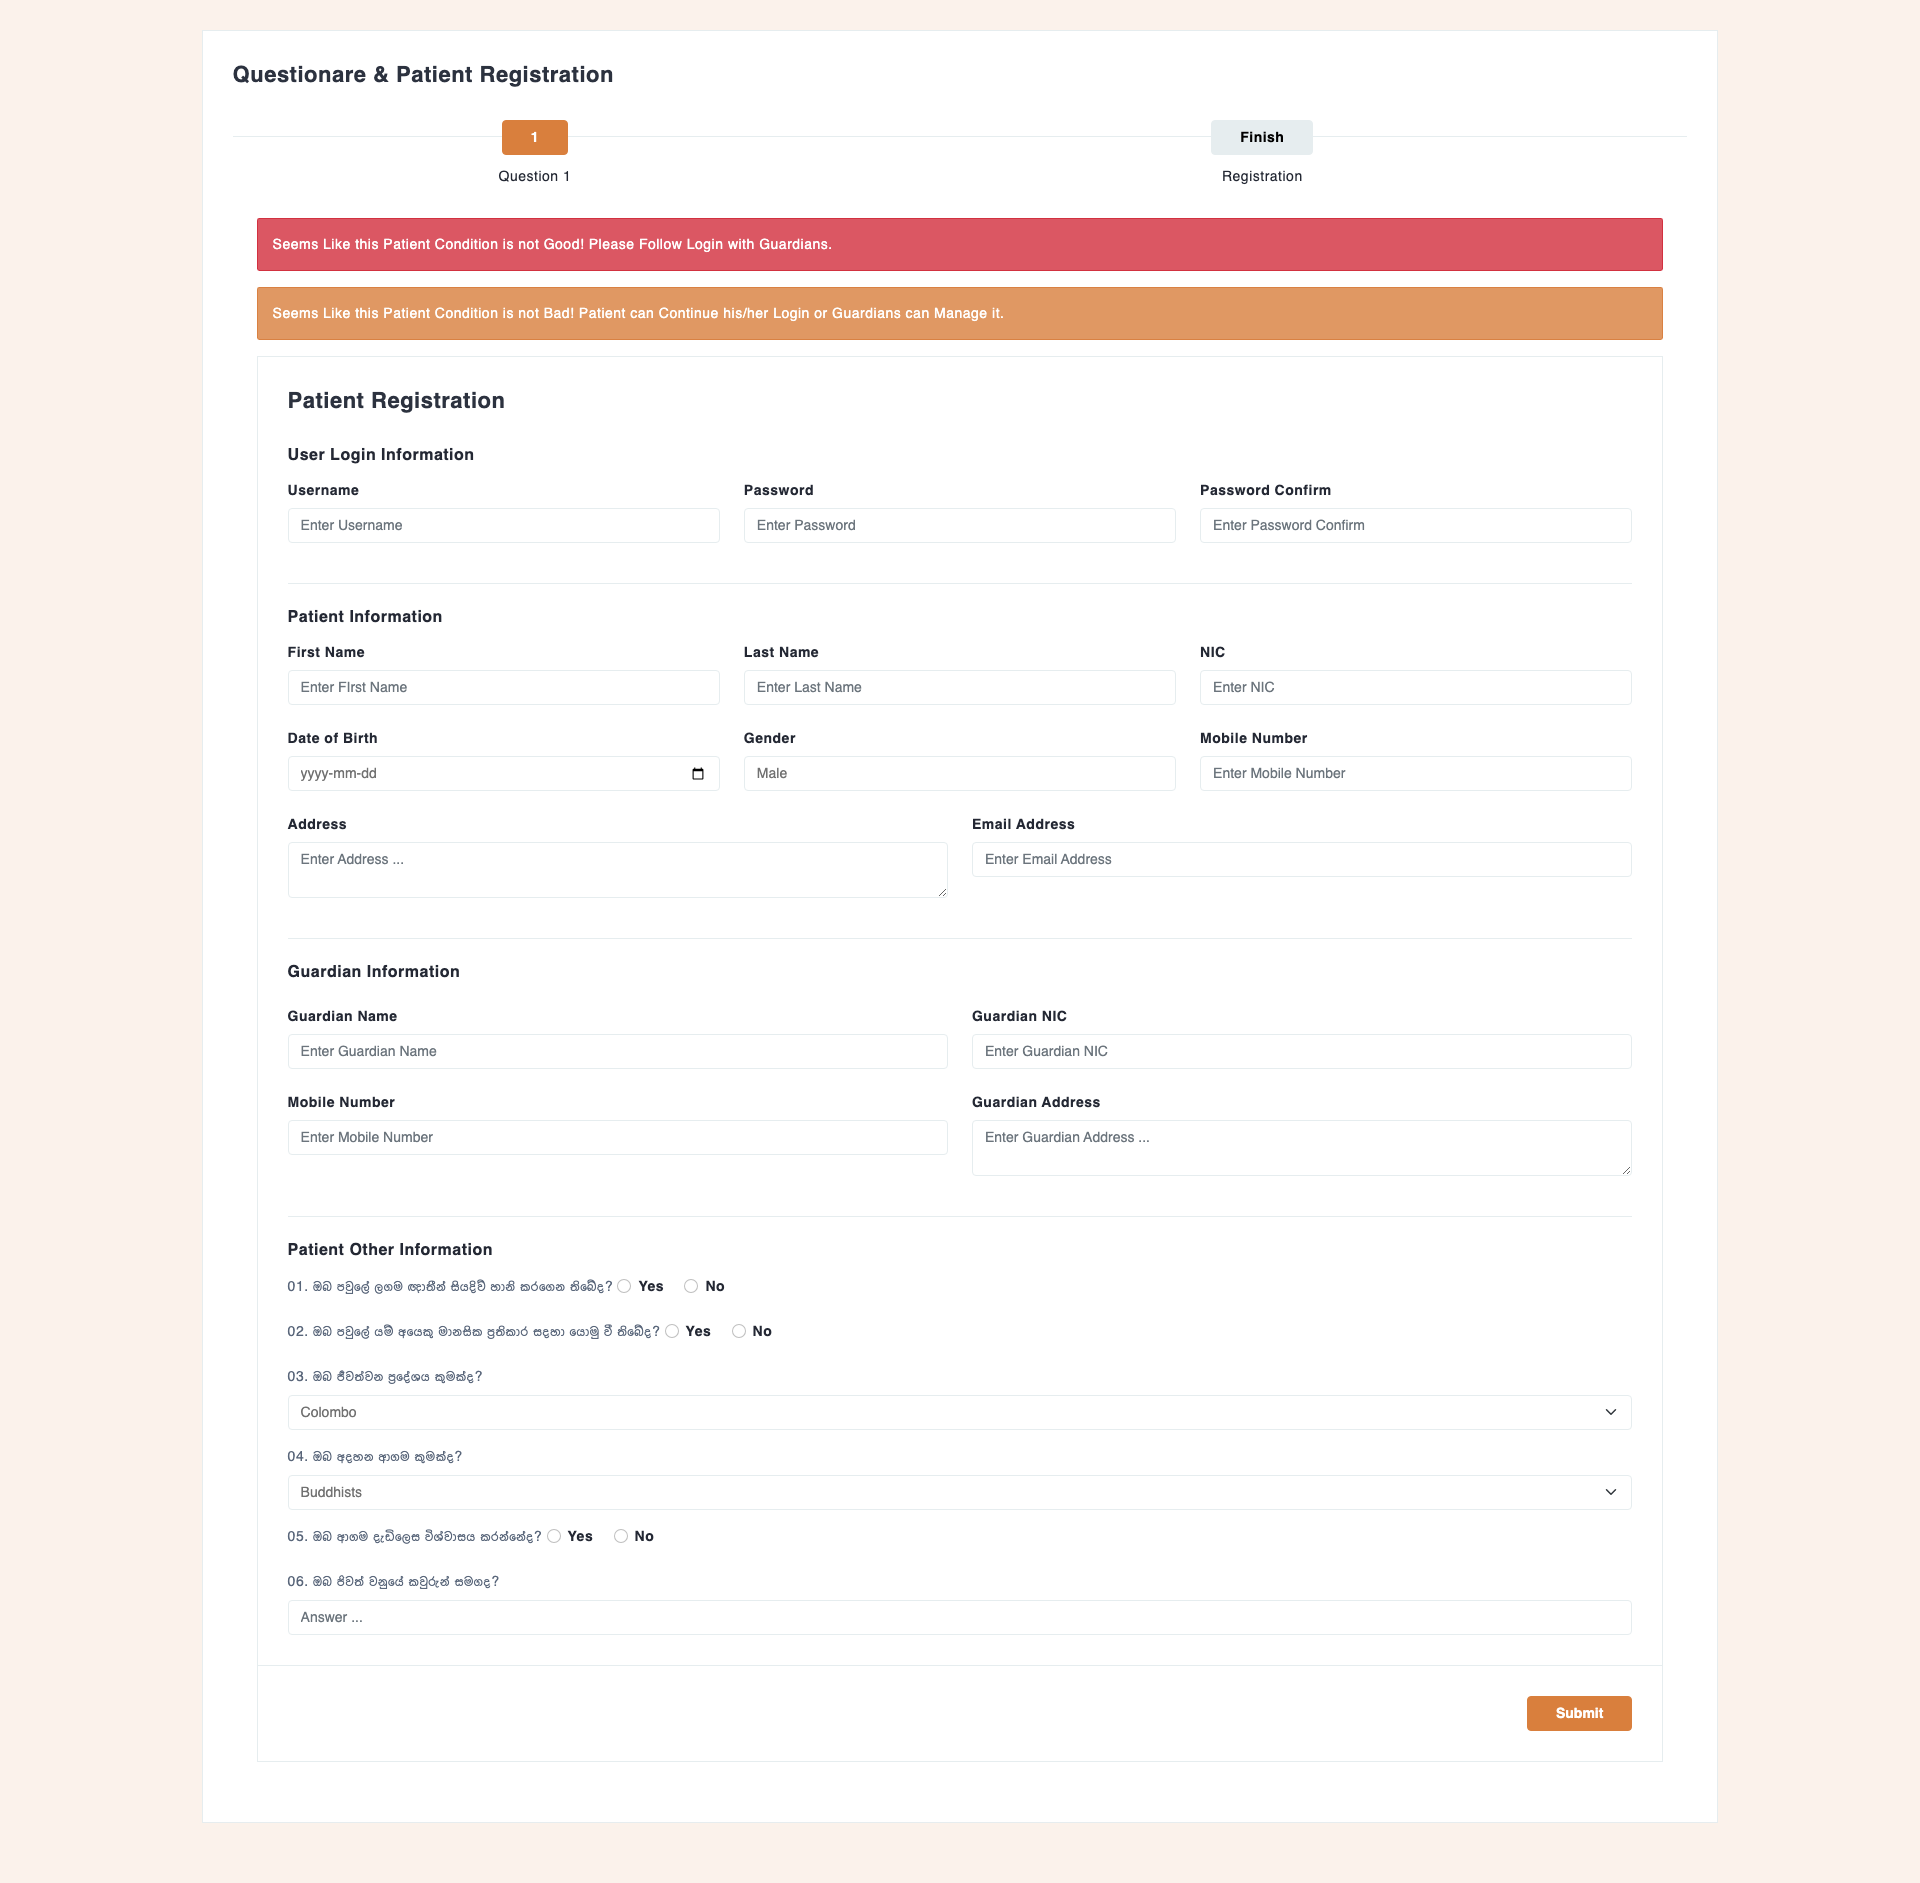 Questionare & Patient Registration
1
Finish
Question 1
Registration
Seems Like this Patient Condition is not Good! Please Follow Login with Guardians.
Seems Like this Patient Condition is not Bad! Patient can Continue his/her Login or Guardians can Manage it.
Patient Registration
User Login Information
Username
Password
Password Confirm
Enter Username
Enter Password
Enter Password Confirm
Patient Information
First Name
Last Name
NIC
Enter FIrst Name
Enter Last Name
Enter NIC
Date of Birth
Gender
Mobile Number
yyyy-mm-dd
Male
Enter Mobile Number
Address
Email Address
Enter Address ...
Enter Email Address
Guardian Information
Guardian Name
Guardian NIC
Enter Guardian Name
Enter Guardian NIC
Mobile Number
Guardian Address
Enter Mobile Number
Enter Guardian Address ...
Patient Other Information
01. ඔබ පවුලේ ලගම ඥාතීන් සියදිවි හානි කරගෙන තිබේද? Yes No
02. ඔබ පවුලේ යම් අයෙකු මානසික ප්‍රතිකාර සදහා යොමු වී තිබේද? Yes No
03. ඔබ ජීවත්වන ප්‍රදේශය කුමක්ද?
Colombo
04. ඔබ අදහන ආගම කුමක්ද?
Buddhists
05. ඔබ ආගම දැඩිලෙස විශ්වාසය කරන්නේද? Yes No
06. ඔබ ජිවත් වනුයේ කවුරුන් සමගද?
Answer ...
Submit